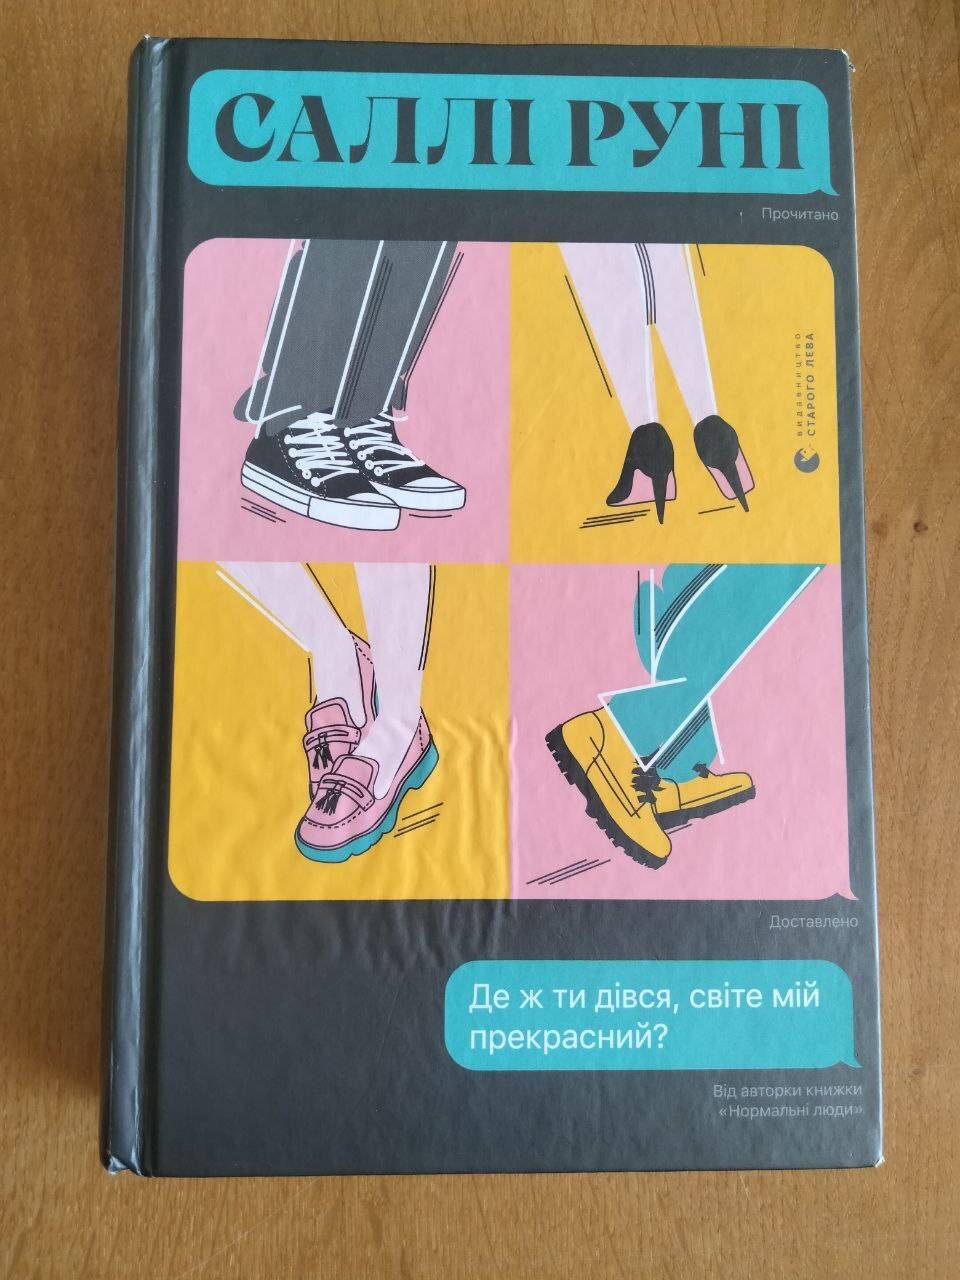 САЛЛІ РУНІ
Прочитано
видавництво
СТАРОГО ЛЕВА
Доставлено
Де ж ти дівся, світе мій
прекрасний?
Від авторки книжки
«Нормальні люди»